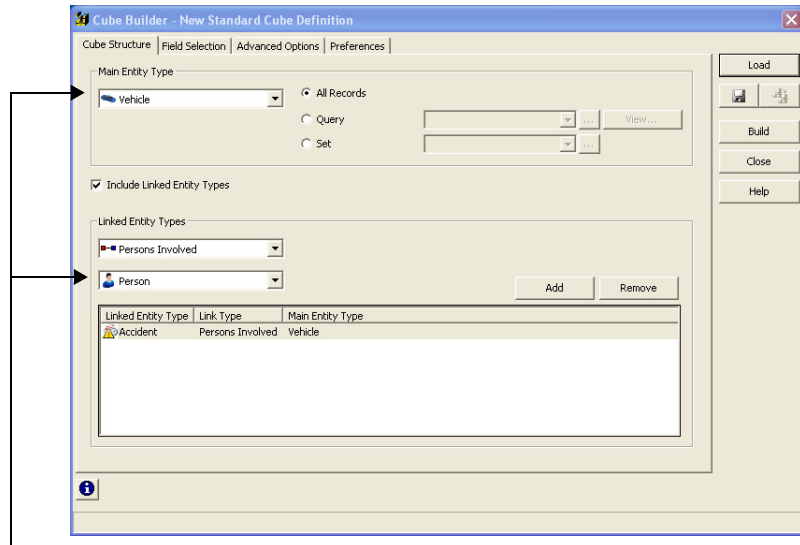 Cube Builder - New Standard Cube Definition
Cube Structure Field Selection Advanced Options Preferences
Load
Main Entity Type
Vehicle
All Records
Query
... View...
Set
...
Build
Close
Help
Include Linked Entity Types
Linked Entity Types
Persons Involved
Person
Add Remove
Linked Entity Type Link Type Main Entity Type
Accident Persons Involved Vehicle